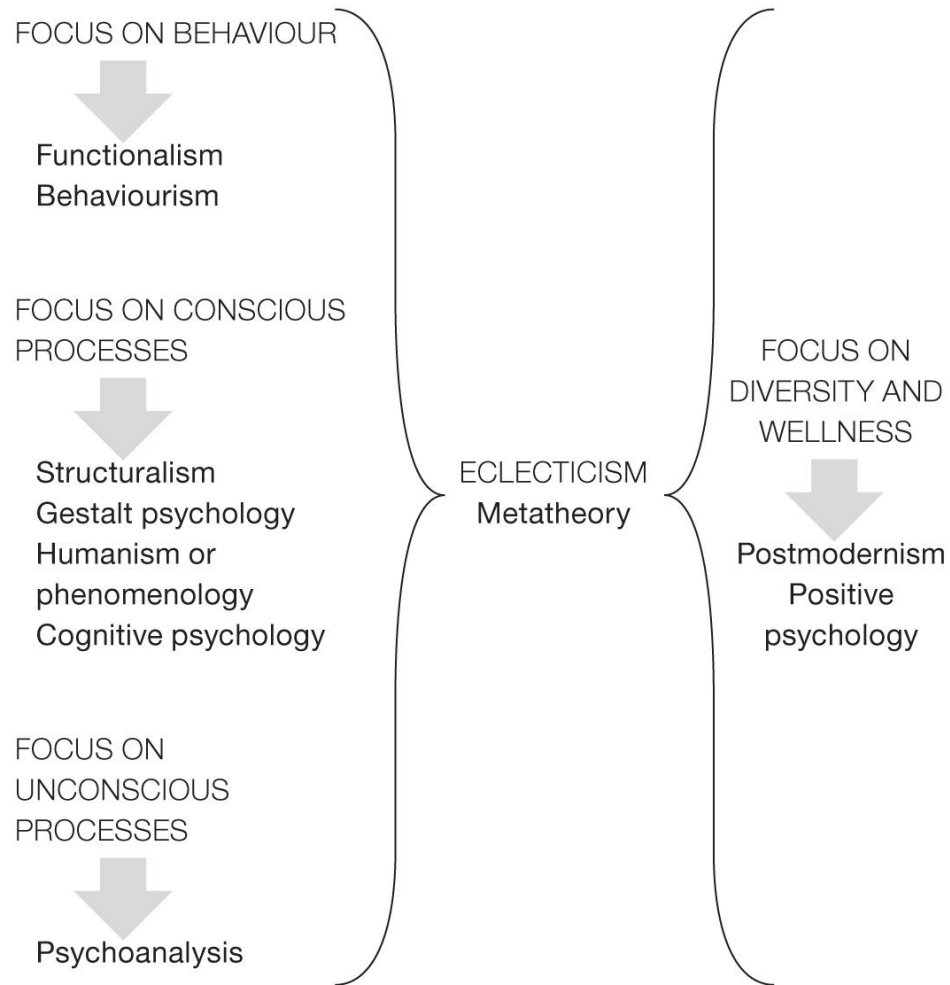 FOCUS ON BEHAVIOUR
Functionalism
Behaviourism
FOCUS ON CONSCIOUS
PROCESSES
Structuralism
Gestalt psychology
Humanism or
phenomenology
Cognitive psychology
FOCUS ON
UNCONSCIOUS
PROCESSES
Psychoanalysis
ECLECTICISM
Metatheory
FOCUS ON
DIVERSITY AND
WELLNESS
Postmodernism
Positive
psychology